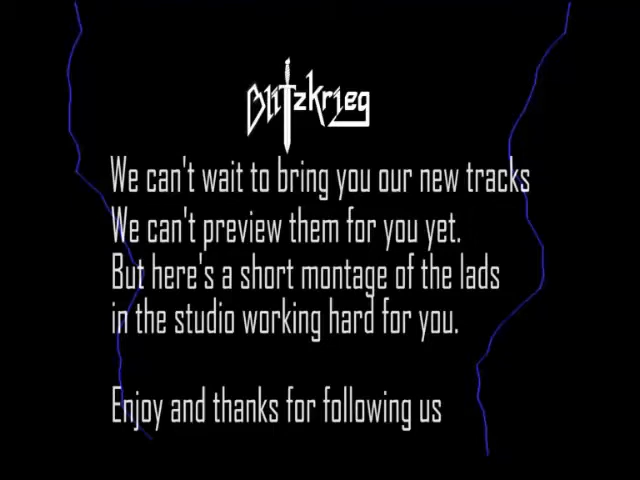 Blitzkrieg
We can't wait to bring you our new tracks
We can't preview them for you yet.
But here's a short montage of the lads
in the studio working hard for you.
Enjoy and thanks for following us